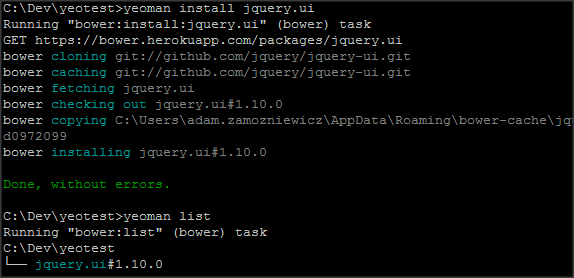 C:\Dev\yeotest>yeoman install jquery.ui
Running "bower:install:jquery.ui" (bower) task
GET https://bower.herokuapp.com/packages/jquery.ui
bower cloning git://github.com/jquery/jquery-ui.git
bower caching git://github.com/jquery/jquery-ui.git
bower fetching jquery.ui
bower checking out jquery.ui#1.10.0
bower copying C:\Users\adam.zamozniewicz\AppData\Roaming\bower-cache\jq
d0972099
bower installing jquery.ui#1.10.0
Done, without errors.
C:\Dev\yeotest>yeoman list
Running "bower:list" (bower) task
C:\Dev\yeotest
└── jquery.ui#1.10.0